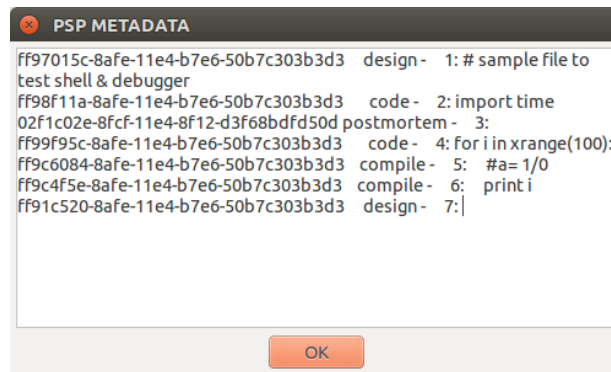 PSP METADATA
ff97015c-8afe-11e4-b7e6-50b7c303b3d3 design - 1: # sample file to
test shell & debugger
ff98f11a-8afe-11e4-b7e6-50b7c303b3d3 code - 2: import time
02f1c02e-8fcf-11e4-8f12-d3f68bdfd50d postmortem - 3:
ff99f95c-8afe-11e4-b7e6-50b7c303b3d3 code - 4: for i in xrange(100):
ff9c6084-8afe-11e4-b7e6-50b7c303b3d3 compile - 5: #a= 1/0
ff9c4f5e-8afe-11e4-b7e6-50b7c303b3d3 compile - 6: print i
ff91c520-8afe-11e4-b7e6-50b7c303b3d3 design - 7:
OK